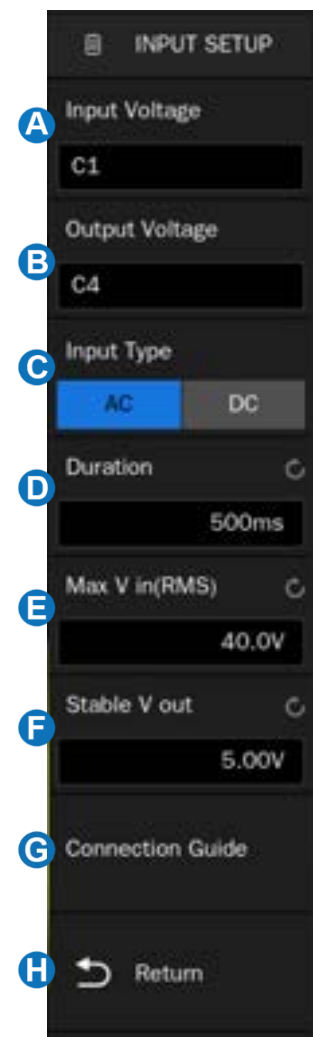 INPUT SETUP
A Input Voltage
C1
B Output Voltage
C4
C Input Type
AC DC
D Duration
500ms
E Max V in(RMS)
40.0V
F Stable V out
5.00V
G Connection Guide
H Return